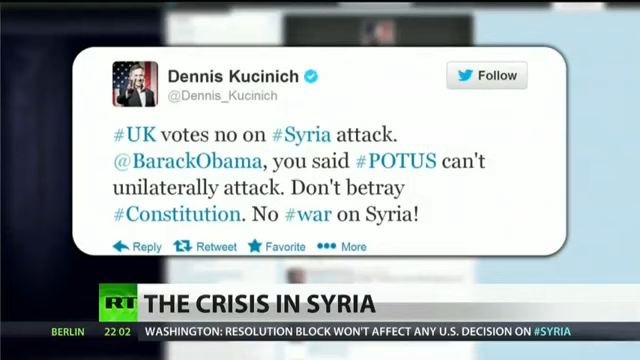 Dennis Kucinich
@Dennis_Kucinich
Follow
#UK votes no on #Syria attack.
@BarackObama, you said #POTUS can't
unilaterally attack. Don't betray
#Constitution. No #war on Syria!
Reply Retweet Favorite More
RT THE CRISIS IN SYRIA
BERLIN 22 02 WASHINGTON: RESOLUTION BLOCK WON'T AFFECT ANY U.S. DECISION ON #SYRIA